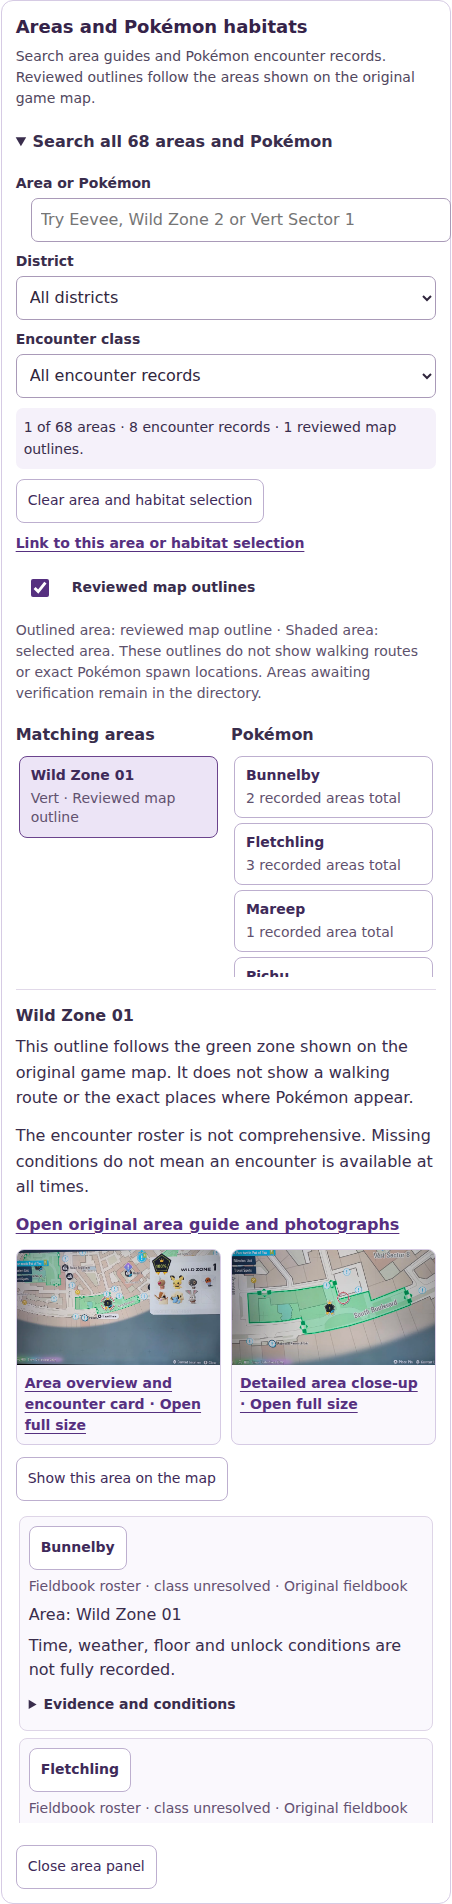 Areas and Pokémon habitats
Search area guides and Pokémon encounter records.
Reviewed outlines follow the areas shown on the original
game map.
▼ Search all 68 areas and Pokémon
Area or Pokémon
Try Eevee, Wild Zone 2 or Vert Sector 1
District
All districts
Encounter class
All encounter records
1 of 68 areas · 8 encounter records · 1 reviewed map
outlines.
Clear area and habitat selection
Link to this area or habitat selection
Reviewed map outlines
Outlined area: reviewed map outline · Shaded area:
selected area. These outlines do not show walking routes
or exact Pokémon spawn locations. Areas awaiting
verification remain in the directory.
Matching areas
Wild Zone 01
Vert · Reviewed map
outline
Pokémon
Bunnelby
2 recorded areas total
Fletchling
3 recorded areas total
Mareep
1 recorded area total
Pichu
Wild Zone 01
This outline follows the green zone shown on the
original game map. It does not show a walking
route or the exact places where Pokémon appear.
The encounter roster is not comprehensive. Missing
conditions do not mean an encounter is available at
all times.
Open original area guide and photographs
WILD ZONE 1
South Boulevard
Area overview and
encounter card · Open
full size
Detailed area close-up
· Open full size
Show this area on the map
Bunnelby
Fieldbook roster · class unresolved · Original fieldbook
Area: Wild Zone 01
Time, weather, floor and unlock conditions are
not fully recorded.
▶ Evidence and conditions
Fletchling
Fieldbook roster · class unresolved · Original fieldbook
Close area panel